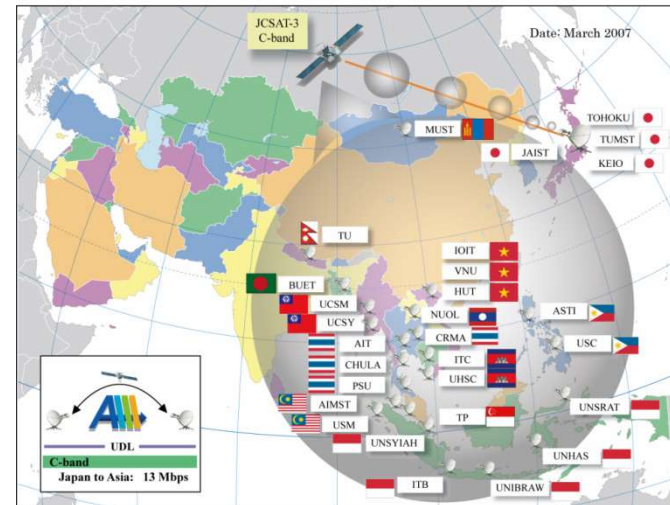 JCSAT-3
C-band
Date: March 2007
TOHOKU
MUST
TUMST
JAIST
KEIO
TU
IOIT
VNU
BUET
HUT
UCSM
NUOL
ASTI
UCSY
CRMA
AIT
USC
ITC
CHULA
UHSC
PSU
AIMST
UNSRAT
TP
USM
UNSYIAH
UNHAS
ITB
UNIBRAW
AI
UDL
C-band
Japan to Asia: 13 Mbps